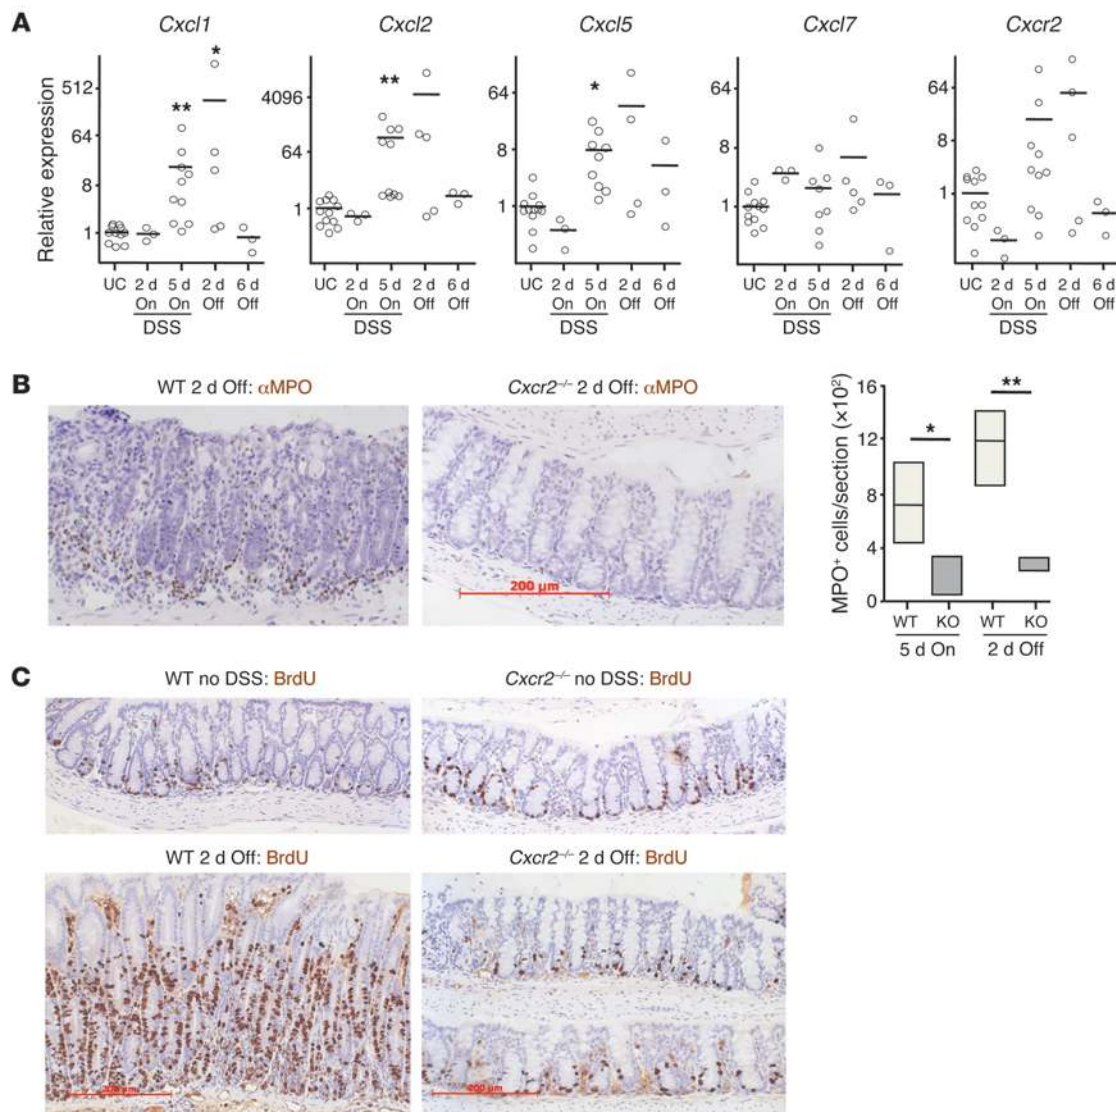 A
Cxcl1 Cxcl2 Cxcl5 Cxcl7 Cxcr2
Relative expression
512
64
8
1
* **
UC 2 d On 5 d On 2 d Off 6 d Off
DSS
4096
64
1
**
UC 2 d On 5 d On 2 d Off 6 d Off
DSS
64
8
1
*
UC 2 d On 5 d On 2 d Off 6 d Off
DSS
64
8
1
UC 2 d On 5 d On 2 d Off 6 d Off
DSS
64
8
1
UC 2 d On 5 d On 2 d Off 6 d Off
DSS
B
WT 2 d Off: αMPO
Cxcr2–/– 2 d Off: αMPO
200 µm
MPO+ cells/section (×10²)
16
12
8
4
0
* **
WT KO WT KO
5 d On 2 d Off
C
WT no DSS: BrdU
Cxcr2–/– no DSS: BrdU
WT 2 d Off: BrdU
Cxcr2–/– 2 d Off: BrdU
200 µm
200 µm